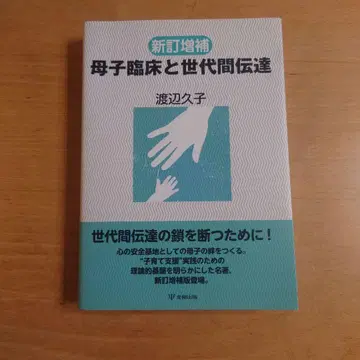 新訂増補
母子臨床と世代間伝達
渡辺久子
世代間伝達の鎖を断つために!
心の安全基地としての母子の絆をつくる。
“子育て支援”実践のための
理論的基盤を明らかにした名著、
新訂増補版登場。
金剛出版